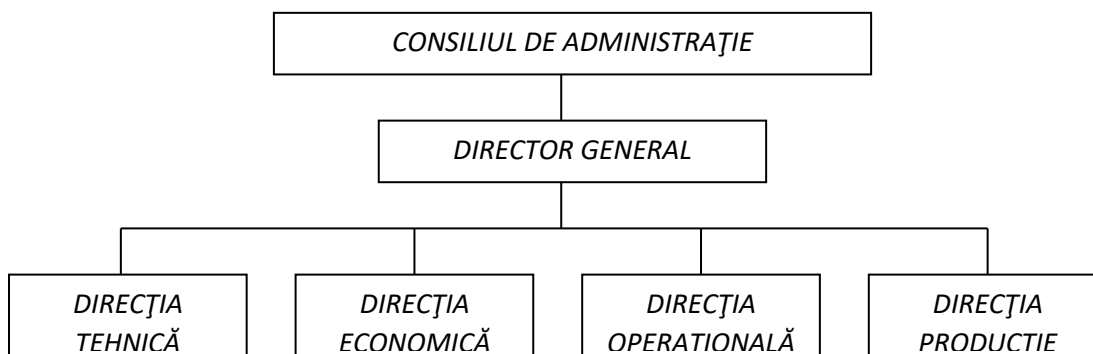 CONSILIUL DE ADMINISTRAŢIE
DIRECTOR GENERAL
DIRECŢIA
TEHNICĂ
DIRECŢIA
ECONOMICĂ
DIRECŢIA
OPERAŢIONALĂ
DIRECŢIA
PRODUCŢIE